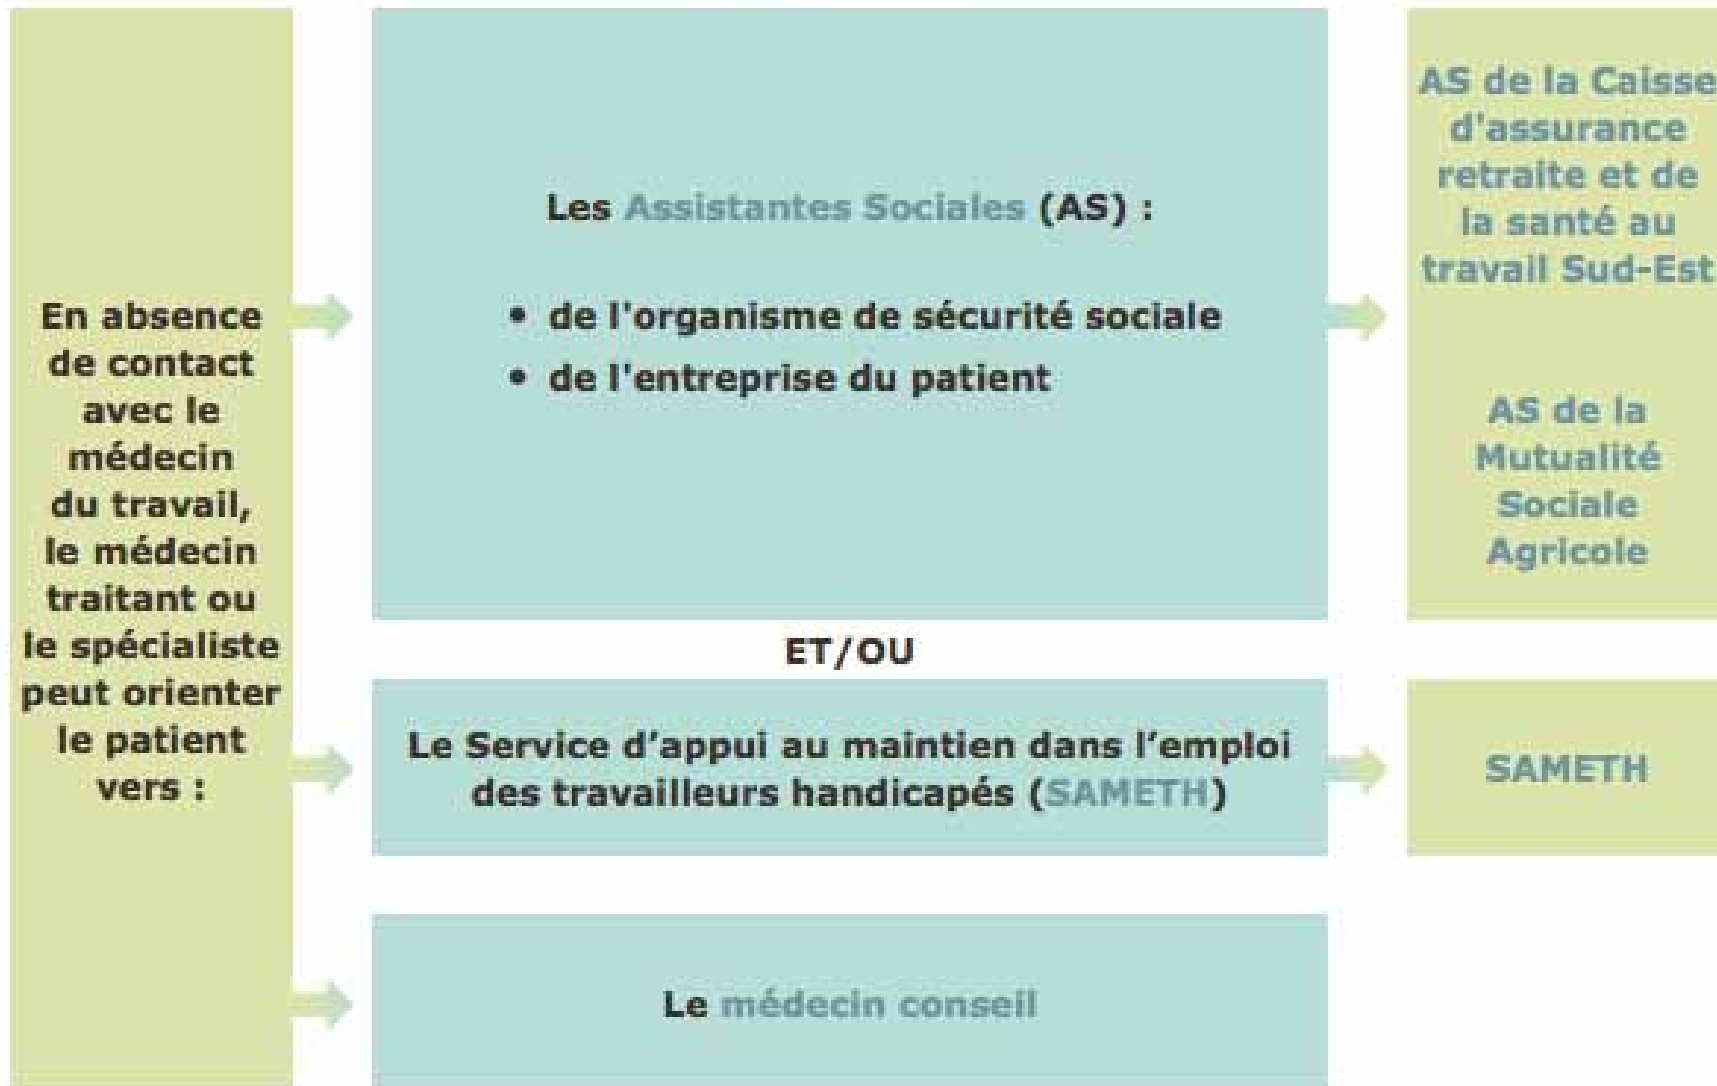 En absence
de contact
avec le
médecin
du travail,
le médecin
traitant ou
le spécialiste
peut orienter
le patient
vers :
Les Assistantes Sociales (AS) :
• de l'organisme de sécurité sociale
• de l'entreprise du patient
AS de la Caisse
d'assurance
retraite et de
la santé au
travail Sud-Est
AS de la
Mutualité
Sociale
Agricole
ET/OU
Le Service d’appui au maintien dans l’emploi
des travailleurs handicapés (SAMETH)
SAMETH
Le médecin conseil